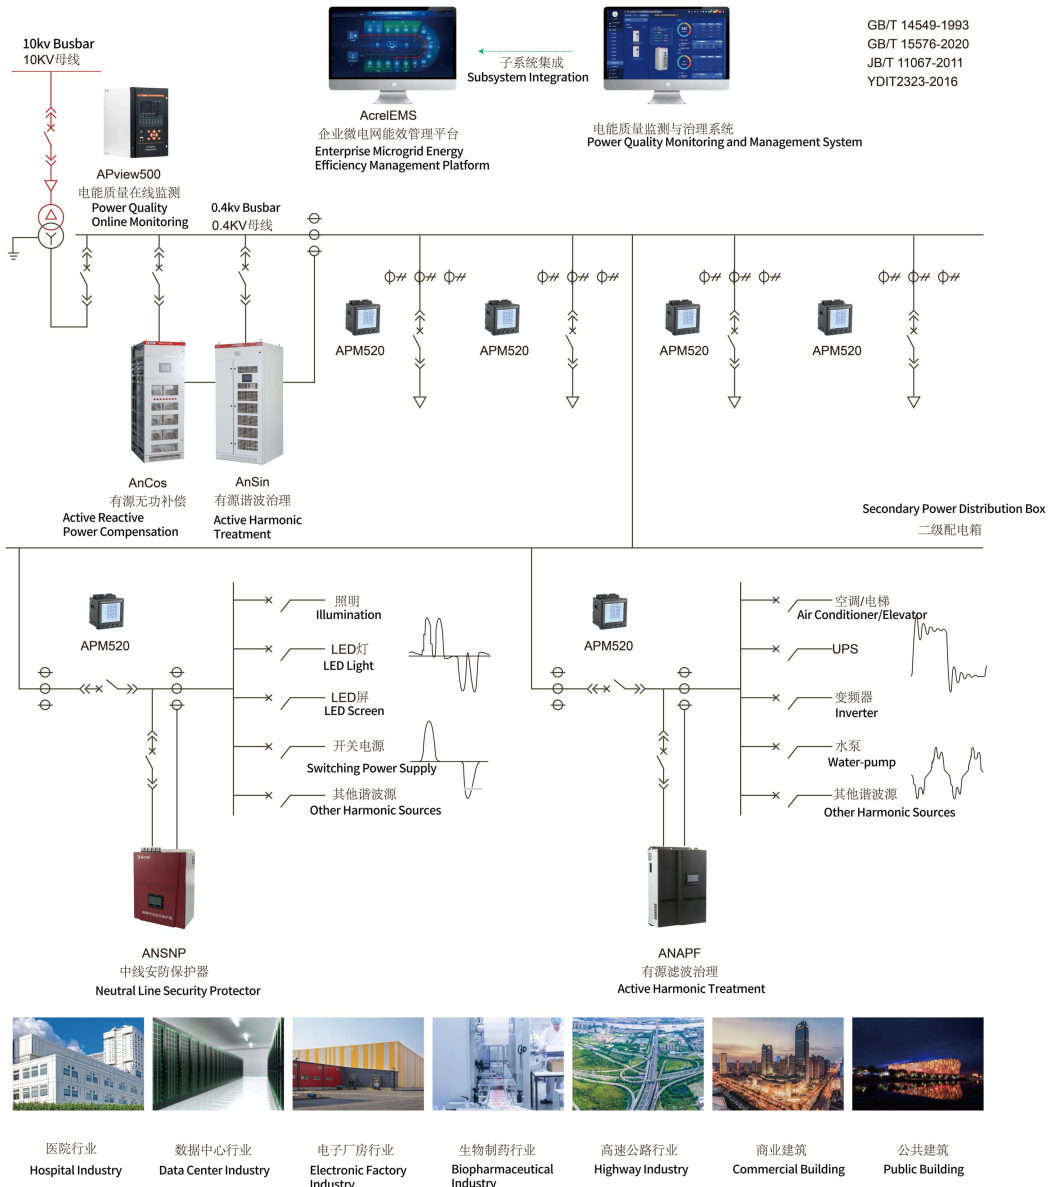 10kv Busbar
10KV母线
APview500
电能质量在线监测
Power Quality
Online Monitoring
0.4kv Busbar
0.4KV母线
子系统集成
Subsystem Integration
AcrelEMS
企业微电网能效管理平台
Enterprise Microgrid Energy
Efficiency Management Platform
电能质量监测与治理系统
Power Quality Monitoring and Management System
GB/T 14549-1993
GB/T 15576-2020
JB/T 11067-2011
YDIT2323-2016
APM520
APM520
APM520
APM520
AnCos
有源无功补偿
Active Reactive
Power Compensation
AnSin
有源谐波治理
Active Harmonic
Treatment
Secondary Power Distribution Box
二级配电箱
APM520
照明
Illumination
LED灯
LED Light
LED屏
LED Screen
开关电源
Switching Power Supply
其他谐波源
Other Harmonic Sources
APM520
空调/电梯
Air Conditioner/Elevator
UPS
变频器
Inverter
水泵
Water-pump
其他谐波源
Other Harmonic Sources
ANSNP
中线安防保护器
Neutral Line Security Protector
ANAPF
有源滤波治理
Active Harmonic Treatment
医院行业
Hospital Industry
数据中心行业
Data Center Industry
电子厂房行业
Electronic Factory
Industry
生物制药行业
Biopharmaceutical
Industry
高速公路行业
Highway Industry
商业建筑
Commercial Building
公共建筑
Public Building